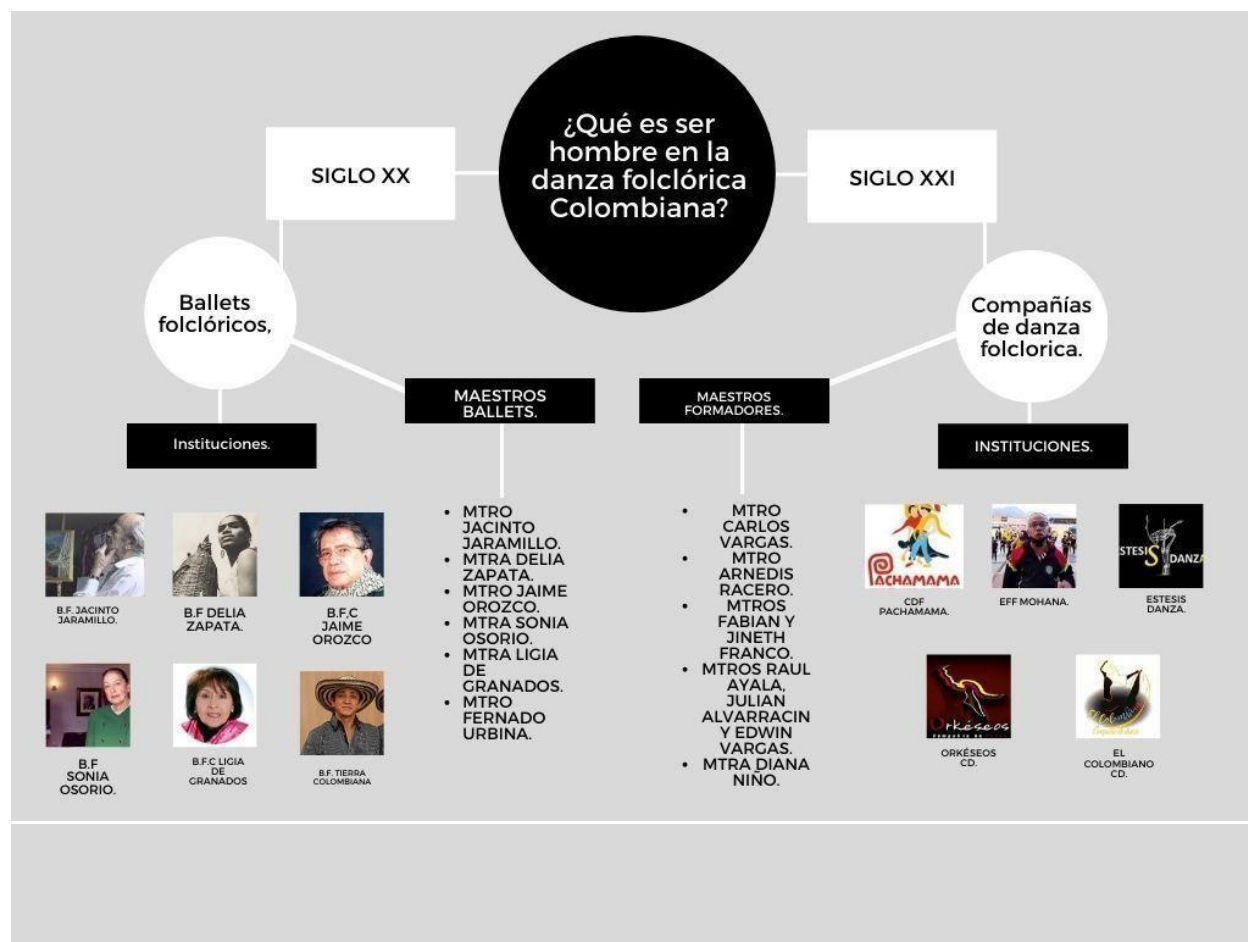 ¿Qué es ser
hombre en la
danza folclórica
Colombiana?
SIGLO XX
SIGLO XXI
Ballets
folclóricos,
Compañías
de danza
folclorica.
MAESTROS
BALLETS.
MAESTROS
FORMADORES.
Instituciones.
INSTITUCIONES.
B.F. JACINTO
JARAMILLO.
B.F DELIA
ZAPATA.
B.F,C
JAIME
OROZCO
B.F
SONIA
OSORIO.
B.F.C LIGIA
DE
GRANADOS
B.F. TIERRA
COLOMBIANA
• MTRO
JACINTO
JARAMILLO.
• MTRA DELIA
ZAPATA.
• MTRO JAIME
OROZCO.
• MTRA SONIA
OSORIO.
• MTRA LIGIA
DE
GRANADOS.
• MTRO
FERNADO
URBINA.
• MTRO
CARLOS
VARGAS.
• MTRO
ARNEDIS
RACERO.
• MTROS
FABIAN Y
JINETH
FRANCO.
• MTROS RAUL
AYALA,
JULIAN
ALVARRACIN
Y EDWIN
VARGAS.
• MTRA DIANA
NIÑO.
PACHAMAMA
CDF
PACHAMAMA.
EFF MOHANA.
STESIS DANZA
ESTESIS
DANZA.
Orkéseos
ORKÉSEOS
CD.
El Colombiano
EL
COLOMBIANO
CD.